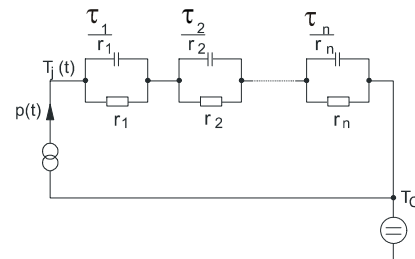 τ1/r1 τ2/r2 τn/rn
Tj(t)
p(t) r1 r2 rn
TC